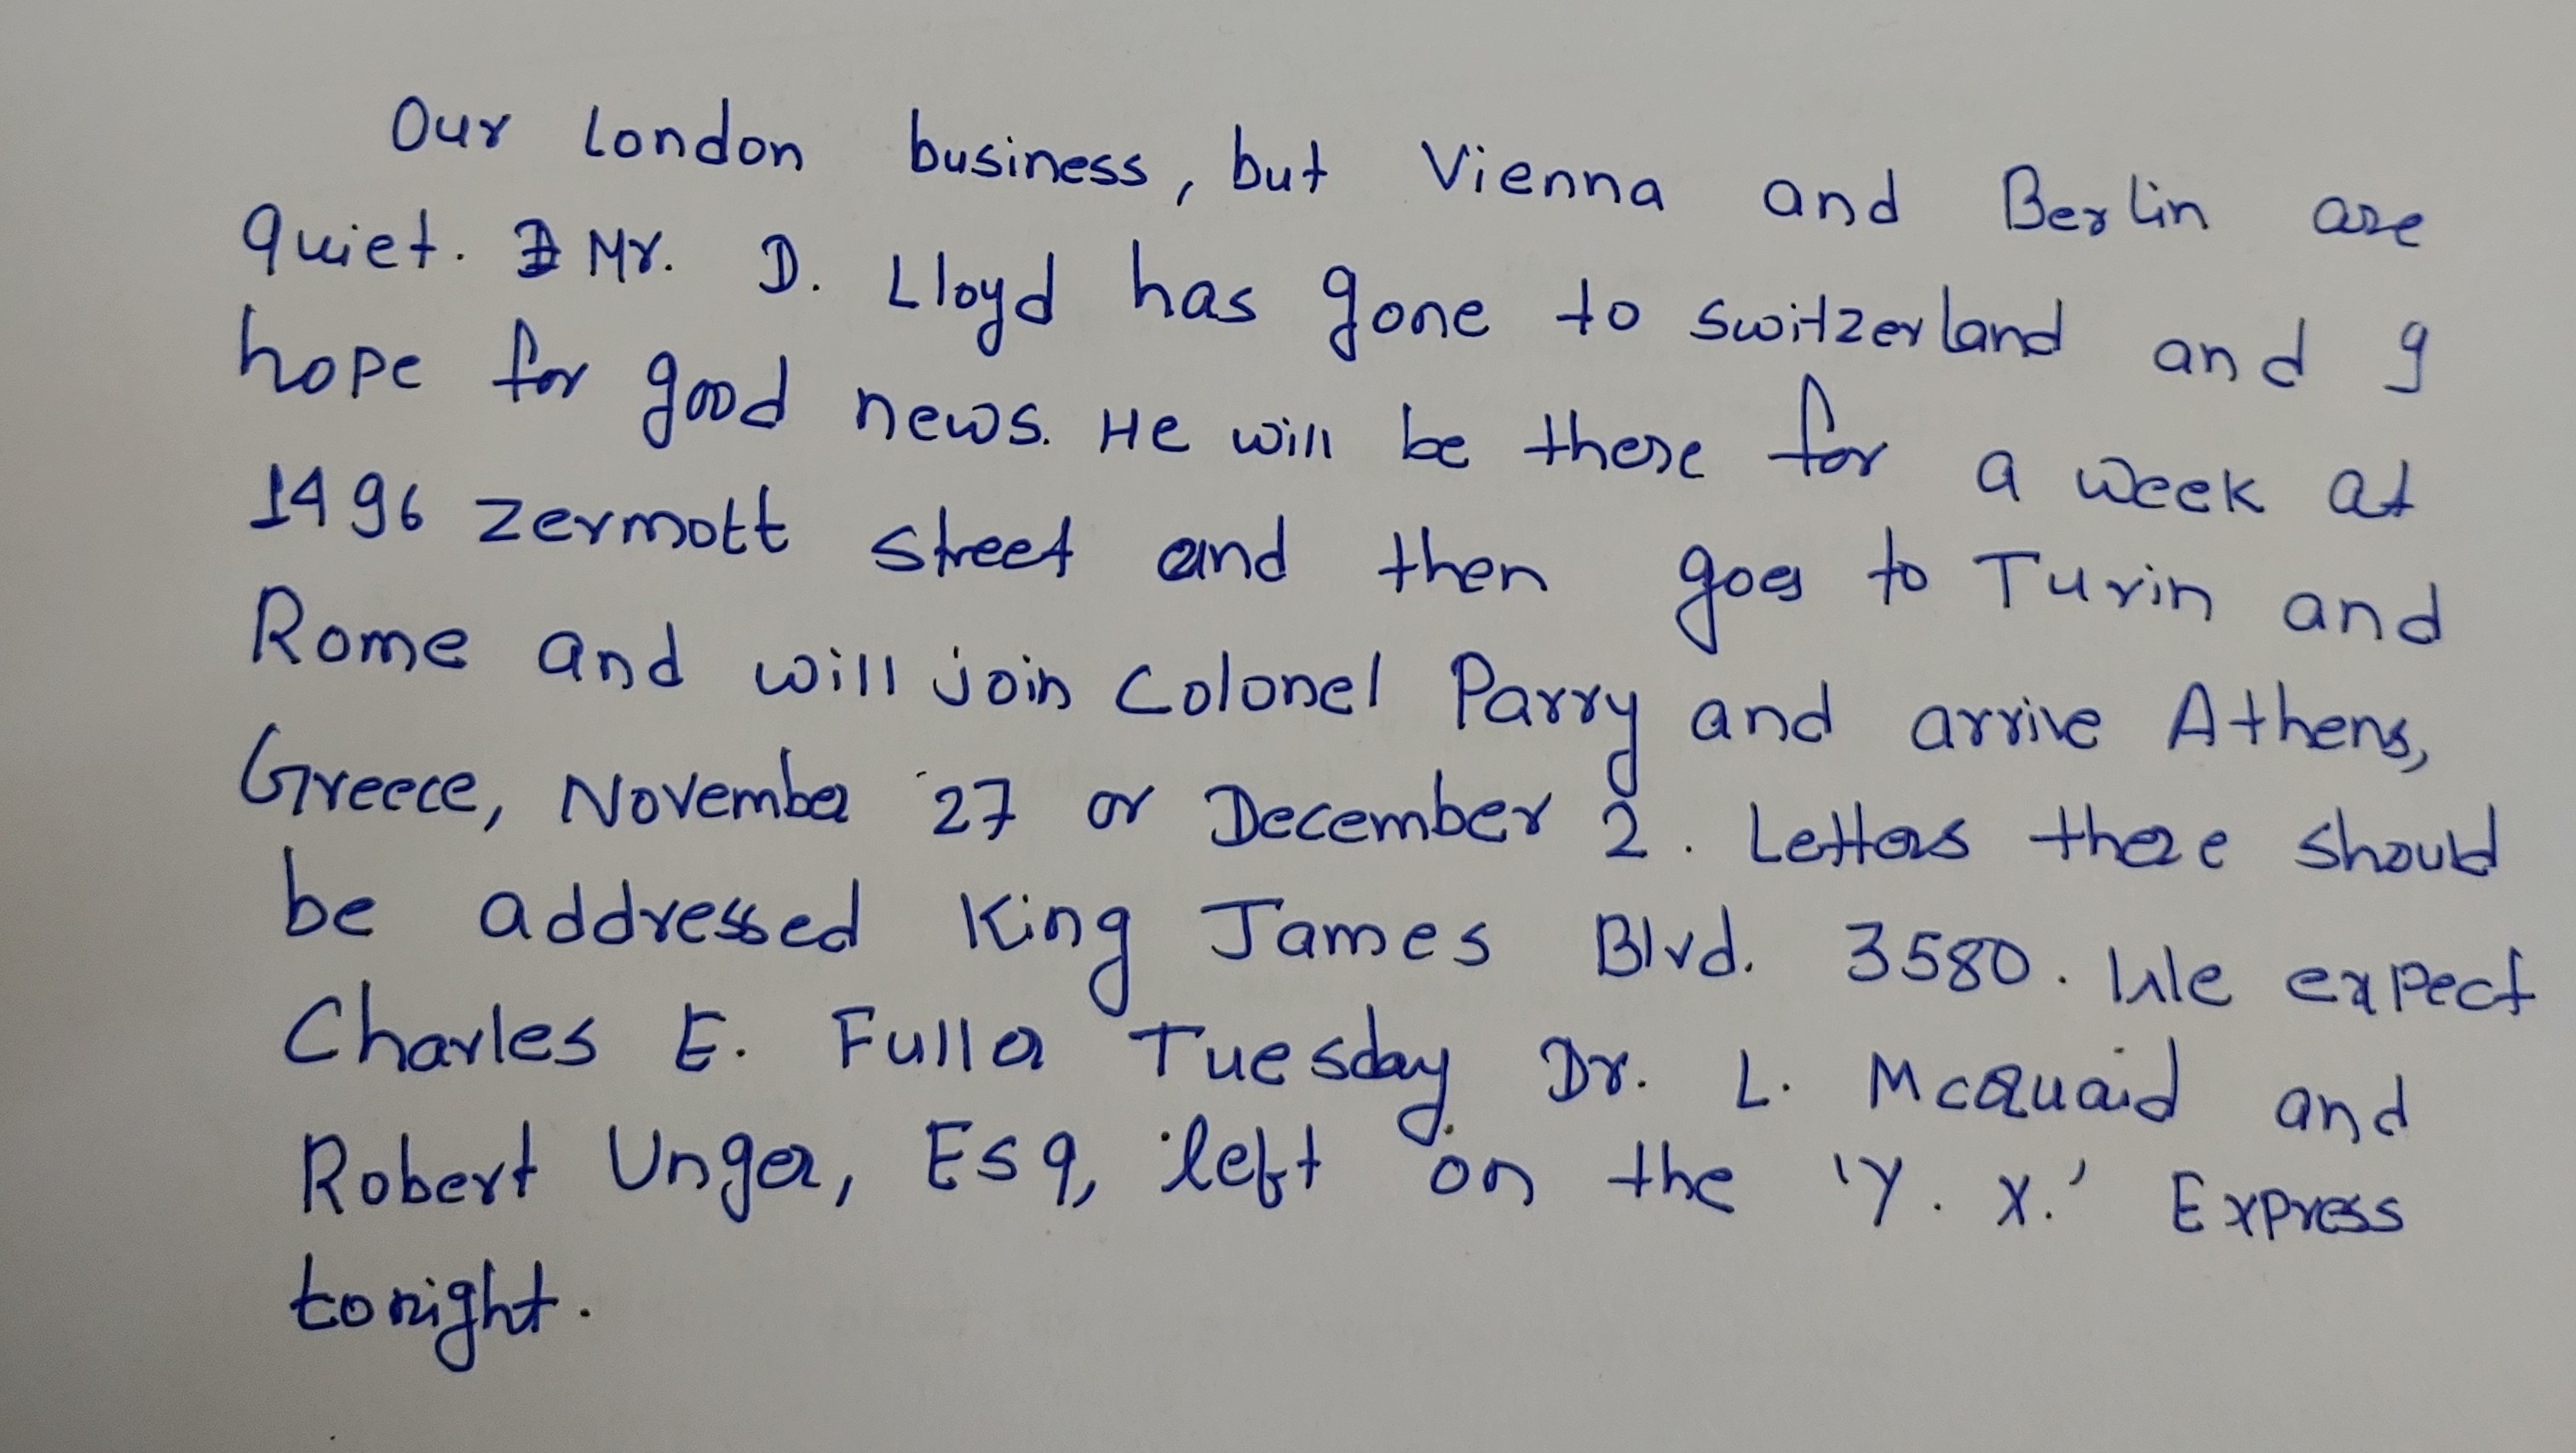 Our London business, but Vienna and Berlin are
quiet. Mr. D. Lloyd has gone to Switzerland and I
hope for good news. He will be there for a week at
1496 Zermott Street and then goes to Turin and
Rome and will join Colonel Parry and arrive Athens,
Greece, November 27 or December 2. Letters there should
be addressed King James Blvd. 3580. We expect
Charles E. Fuller Tuesday. Dr. L. McQuaid and
Robert Unger, Esq, left on the 'Y. X.' Express
tonight.